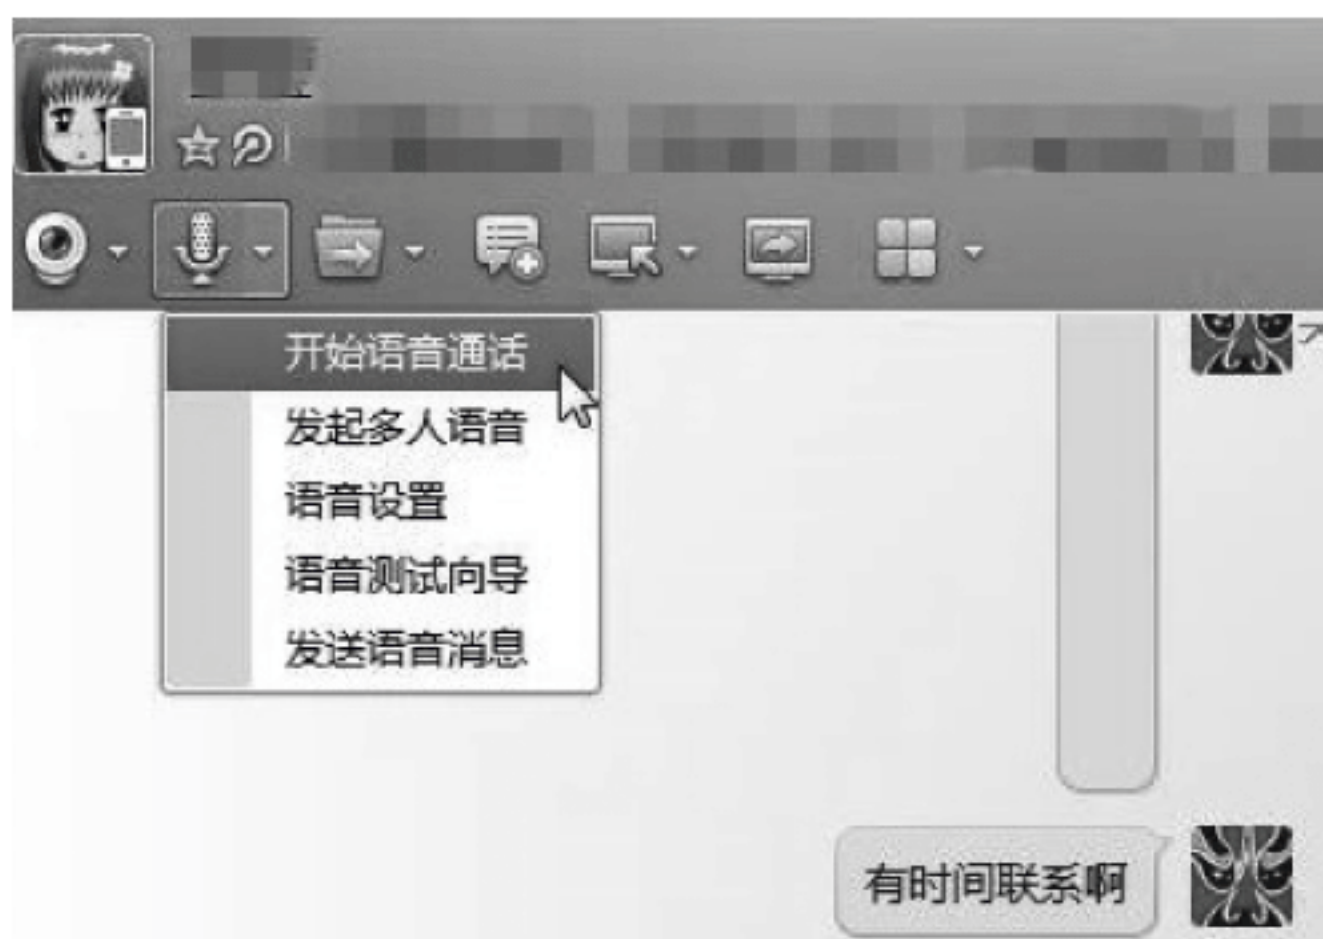 开始语音通话
发起多人语音
语音设置
语音测试向导
发送语音消息
有时间联系啊